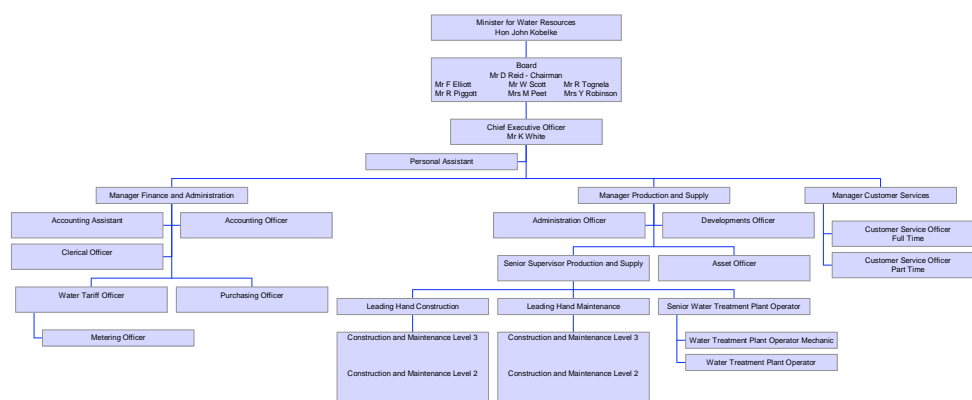 Minister for Water Resources
Hon John Kobelke
Board
Mr D Reid - Chairman
Mr F Elliott Mr W Scott Mr R Tognela
Mr R Piggott Mrs M Peet Mrs Y Robinson
Chief Executive Officer
Mr K White
Personal Assistant
Manager Finance and Administration
Manager Production and Supply
Manager Customer Services
Accounting Assistant
Accounting Officer
Administration Officer
Developments Officer
Customer Service Officer
Full Time
Clerical Officer
Senior Supervisor Production and Supply
Asset Officer
Customer Service Officer
Part Time
Water Tariff Officer
Purchasing Officer
Leading Hand Construction
Leading Hand Maintenance
Senior Water Treatment Plant Operator
Metering Officer
Construction and Maintenance Level 3
Construction and Maintenance Level 3
Water Treatment Plant Operator Mechanic
Water Treatment Plant Operator
Construction and Maintenance Level 2
Construction and Maintenance Level 2